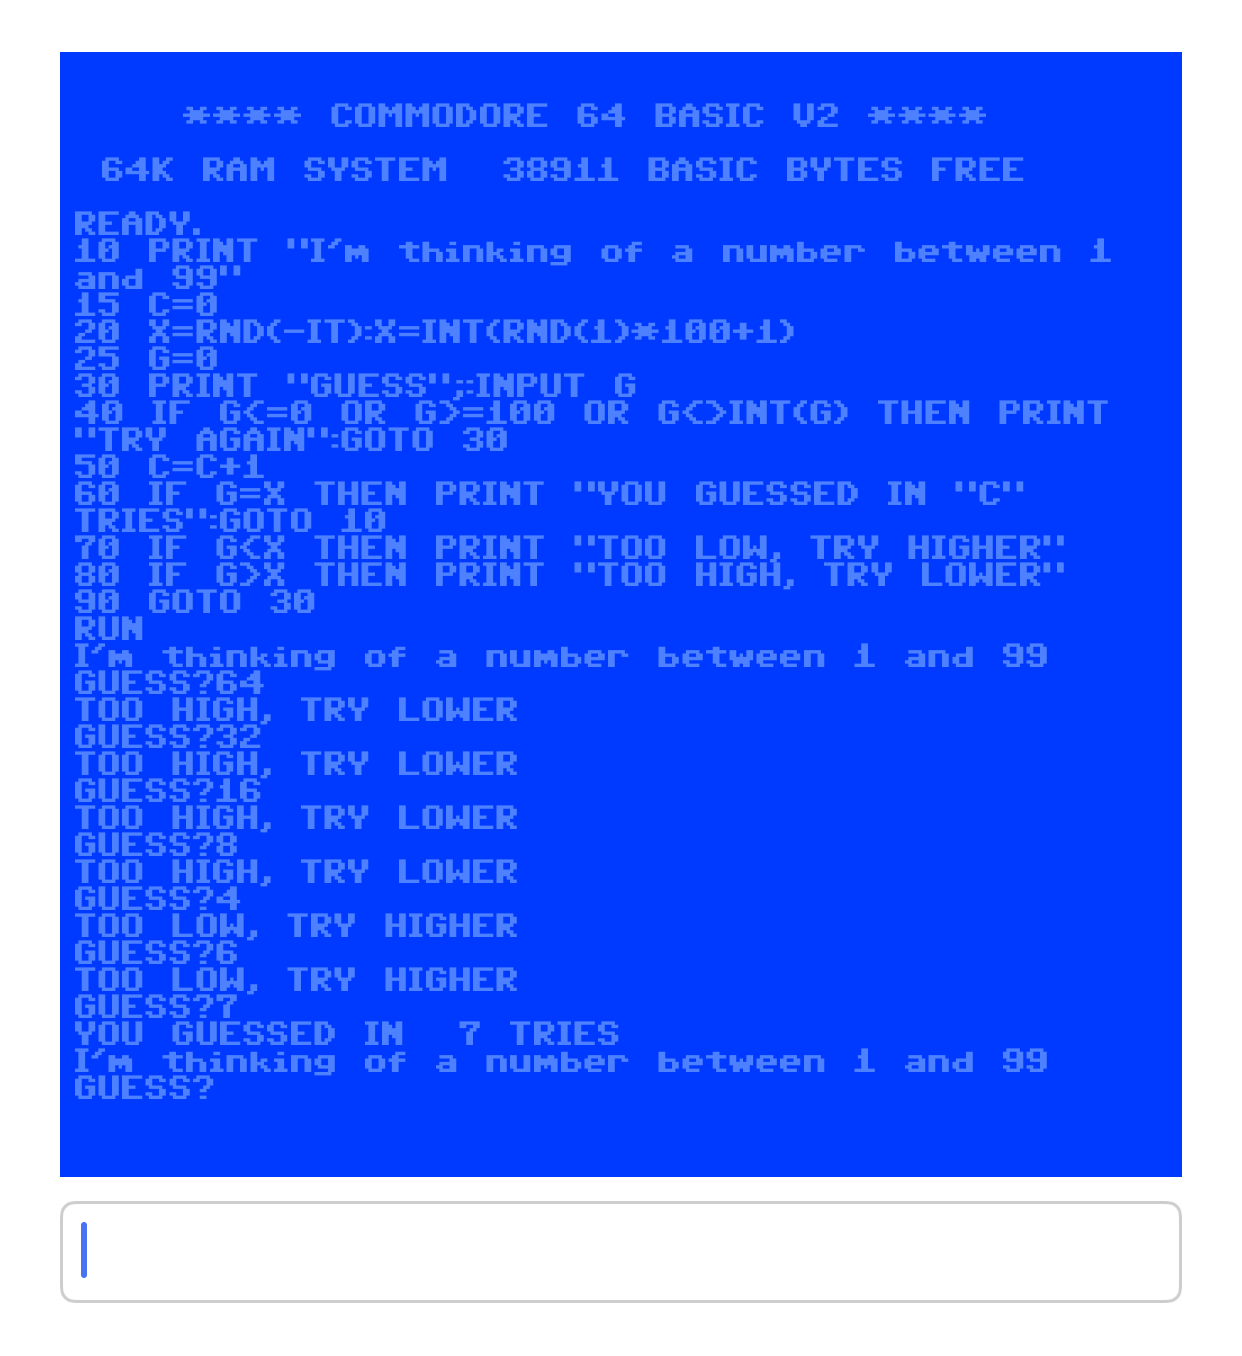 **** COMMODORE 64 BASIC V2 ****
64K RAM SYSTEM  38911 BASIC BYTES FREE
READY.
10 PRINT "I'm thinking of a number between 1
and 99"
15 C=0
20 X=RND(-IT):X=INT(RND(1)*100+1)
25 G=0
30 PRINT "GUESS";:INPUT G
40 IF G<=0 OR G>=100 OR G<>INT(G) THEN PRINT
"TRY AGAIN":GOTO 30
50 C=C+1
60 IF G=X THEN PRINT "YOU GUESSED IN "C"
TRIES":GOTO 10
70 IF G<X THEN PRINT "TOO LOW, TRY HIGHER"
80 IF G>X THEN PRINT "TOO HIGH, TRY LOWER"
90 GOTO 30
RUN
I'm thinking of a number between 1 and 99
GUESS?64
TOO HIGH, TRY LOWER
GUESS?32
TOO HIGH, TRY LOWER
GUESS?16
TOO HIGH, TRY LOWER
GUESS?8
TOO HIGH, TRY LOWER
GUESS?4
TOO LOW, TRY HIGHER
GUESS?6
TOO LOW, TRY HIGHER
GUESS?7
YOU GUESSED IN  7 TRIES
I'm thinking of a number between 1 and 99
GUESS?